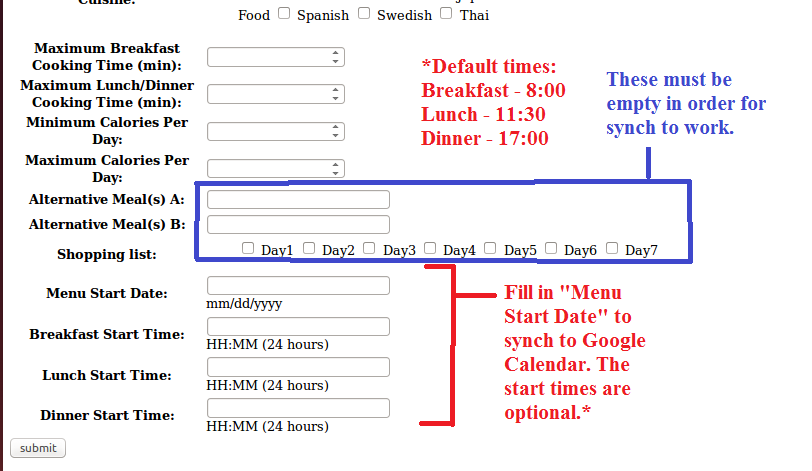 Cuisine:
Food Spanish Swedish Thai
Maximum Breakfast
Cooking Time (min):
Maximum Lunch/Dinner
Cooking Time (min):
Minimum Calories Per
Day:
Maximum Calories Per
Day:
*Default times:
Breakfast - 8:00
Lunch - 11:30
Dinner - 17:00
These must be
empty in order for
synch to work.
Alternative Meal(s) A:
Alternative Meal(s) B:
Shopping list: Day1 Day2 Day3 Day4 Day5 Day6 Day7
Menu Start Date:
mm/dd/yyyy
Breakfast Start Time:
HH:MM (24 hours)
Lunch Start Time:
HH:MM (24 hours)
Dinner Start Time:
HH:MM (24 hours)
Fill in "Menu
Start Date" to
synch to Google
Calendar. The
start times are
optional.*
submit